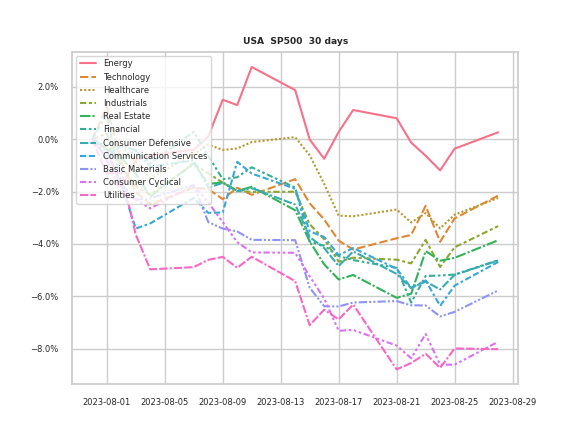 USA SP500 30 days
Energy
Technology
Healthcare
Industrials
Real Estate
Financial
Consumer Defensive
Communication Services
Basic Materials
Consumer Cyclical
Utilities
2.0%
0.0%
−2.0%
−4.0%
−6.0%
−8.0%
2023-08-01 2023-08-05 2023-08-09 2023-08-13 2023-08-17 2023-08-21 2023-08-25 2023-08-29